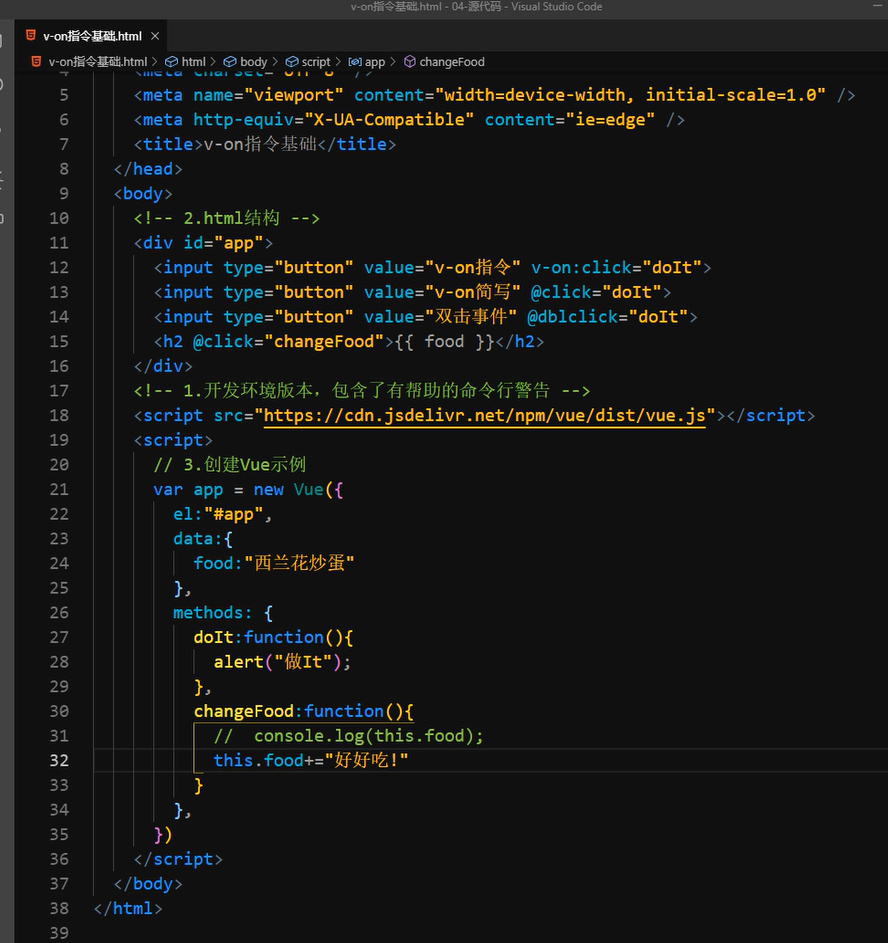 v-on指令基础.html - 04-源代码 - Visual Studio Code
v-on指令基础.html ×
v-on指令基础.html > html > body > script > app > changeFood
4 <meta charset="UTF-8" />
5 <meta name="viewport" content="width=device-width, initial-scale=1.0" />
6 <meta http-equiv="X-UA-Compatible" content="ie=edge" />
7 <title>v-on指令基础</title>
8 </head>
9 <body>
10 <!-- 2.html结构 -->
11 <div id="app">
12 <input type="button" value="v-on指令" v-on:click="doIt">
13 <input type="button" value="v-on简写" @click="doIt">
14 <input type="button" value="双击事件" @dblclick="doIt">
15 <h2 @click="changeFood">{{ food }}</h2>
16 </div>
17 <!-- 1.开发环境版本，包含了有帮助的命令行警告 -->
18 <script src="https://cdn.jsdelivr.net/npm/vue/dist/vue.js"></script>
19 <script>
20 // 3.创建Vue示例
21 var app = new Vue({
22 el:"#app",
23 data:{
24 food:"西兰花炒蛋"
25 },
26 methods: {
27 doIt:function(){
28 alert("做It");
29 },
30 changeFood:function(){
31 //  console.log(this.food);
32 this.food+="好好吃!"
33 }
34 },
35 })
36 </script>
37 </body>
38 </html>
39